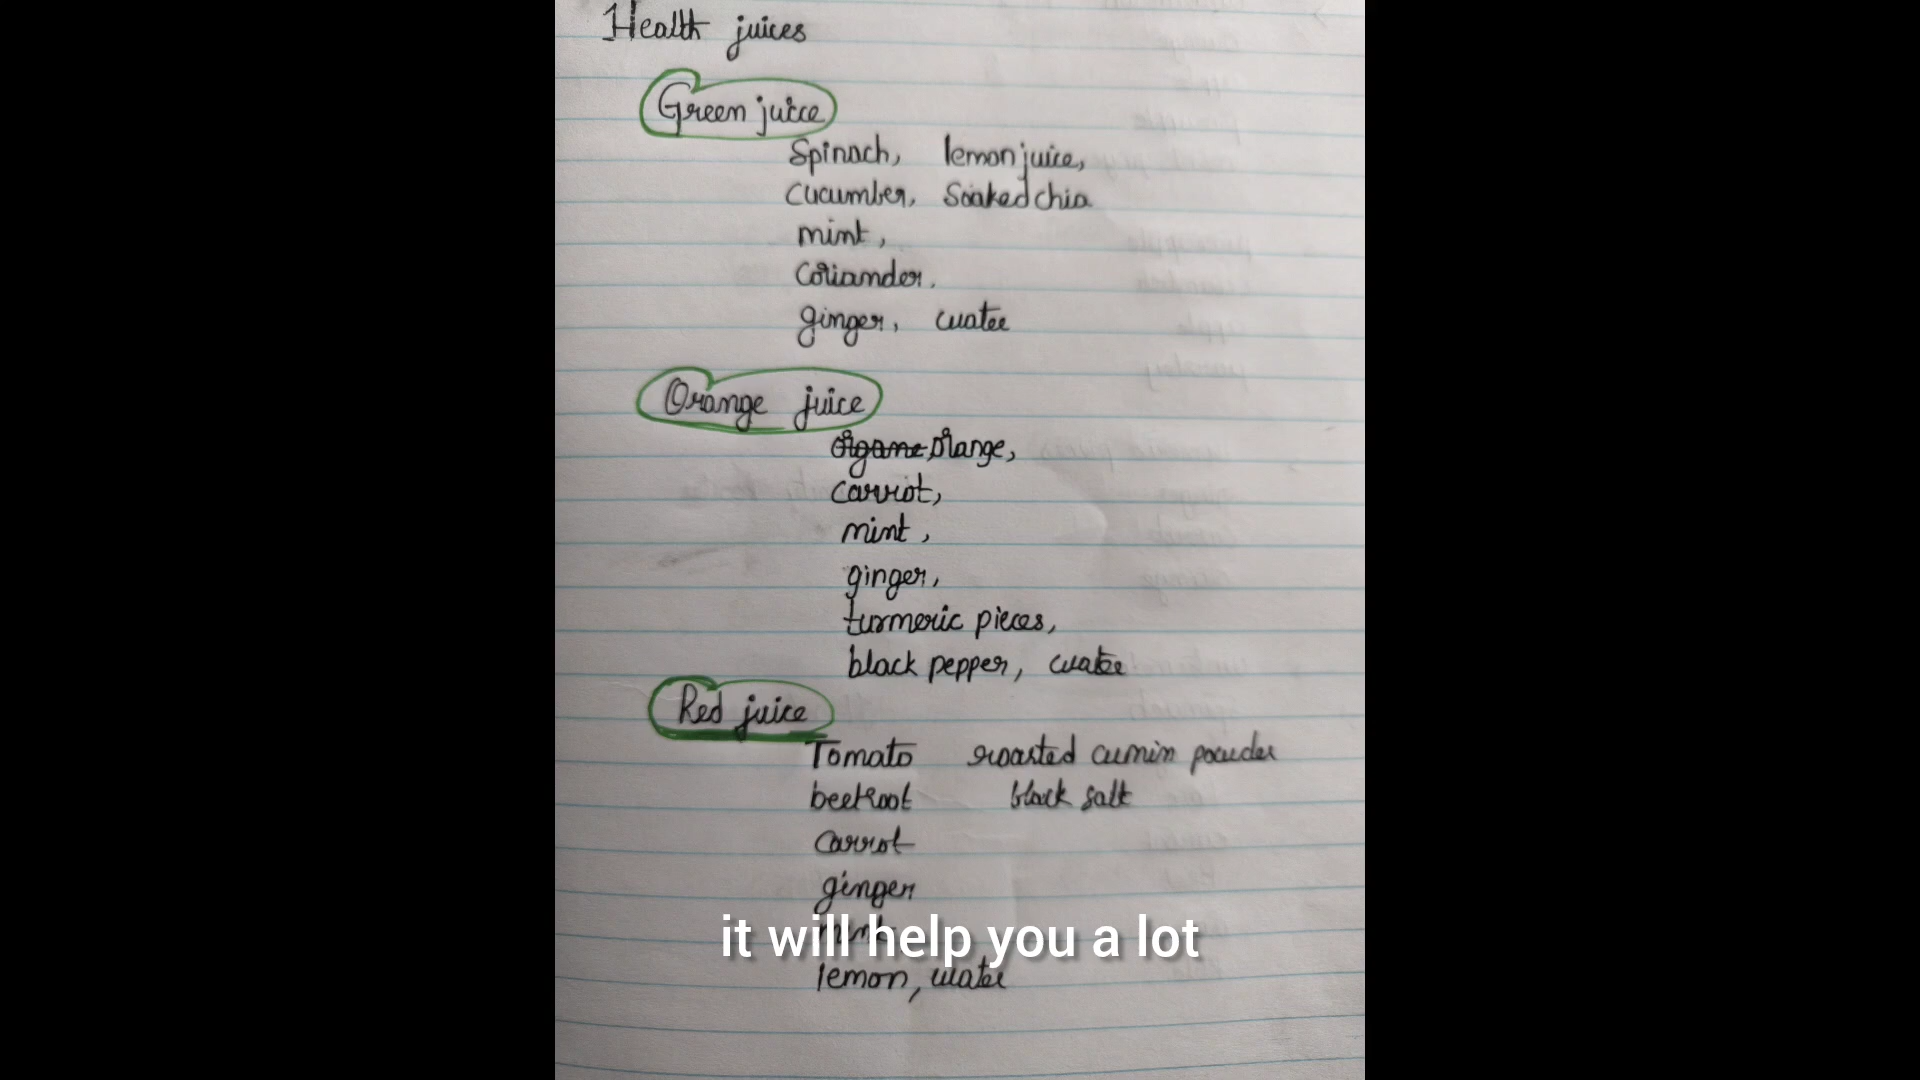 Health juices
Green juice
Spinach, lemon juice,
Cucumber, Soaked chia
mint,
Coriander.
ginger, water
Orange juice
Orange,
Carrot,
mint,
ginger,
turmeric pieces,
black pepper, water
Red juice
Tomato roasted cumin powder
beetroot black salt
Carrot
ginger
mint
it will help you a lot
lemon, water